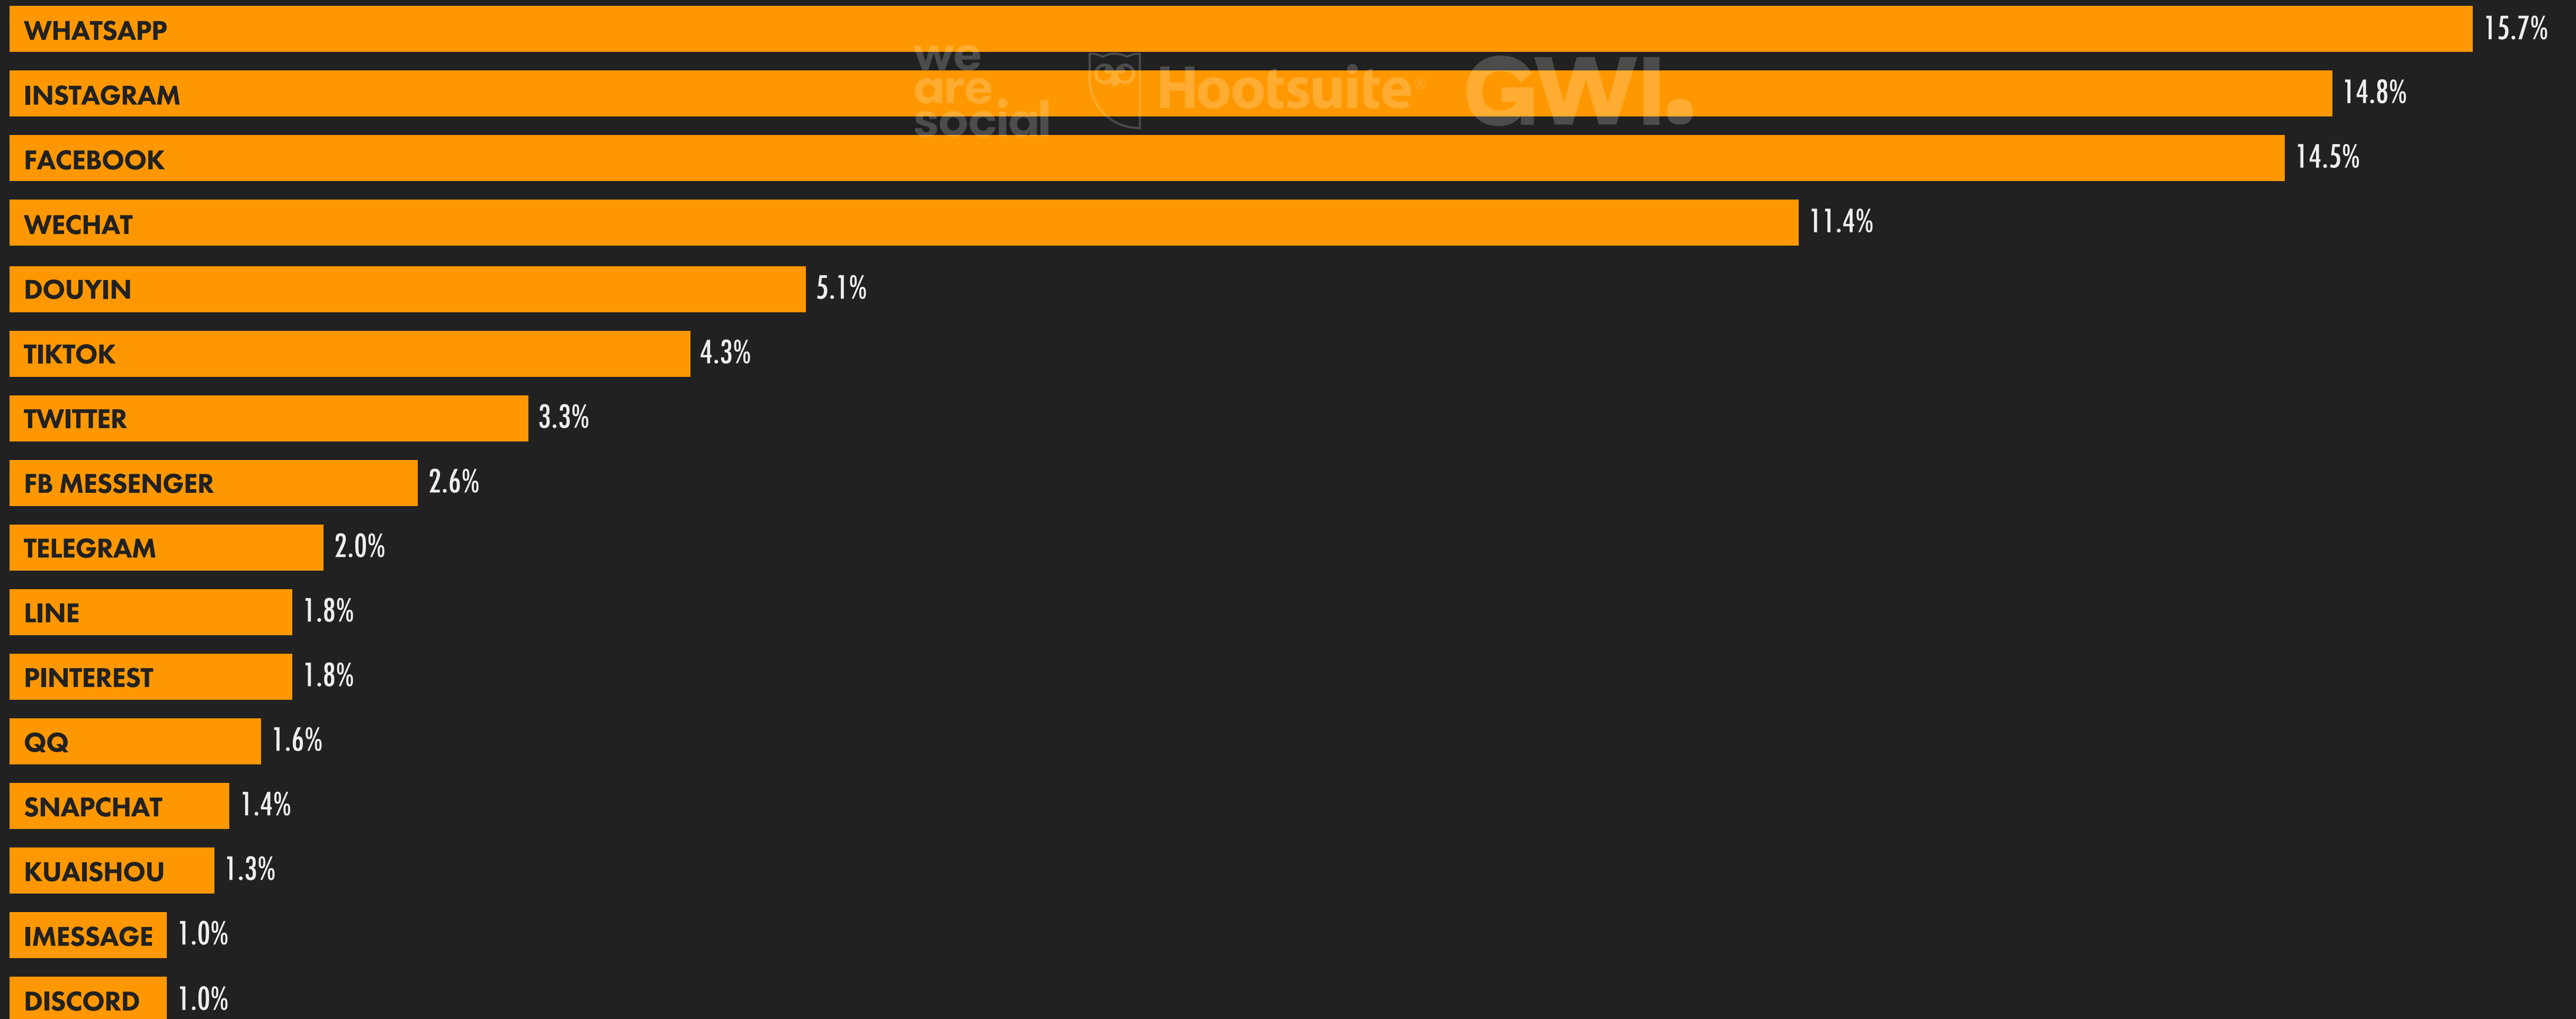 WHATSAPP 15.7%
we
are
social
Hootsuite®
GWI.
INSTAGRAM 14.8%
FACEBOOK 14.5%
WECHAT 11.4%
DOUYIN 5.1%
TIKTOK 4.3%
TWITTER 3.3%
FB MESSENGER 2.6%
TELEGRAM 2.0%
LINE 1.8%
PINTEREST 1.8%
QQ 1.6%
SNAPCHAT 1.4%
KUAISHOU 1.3%
IMESSAGE 1.0%
DISCORD 1.0%